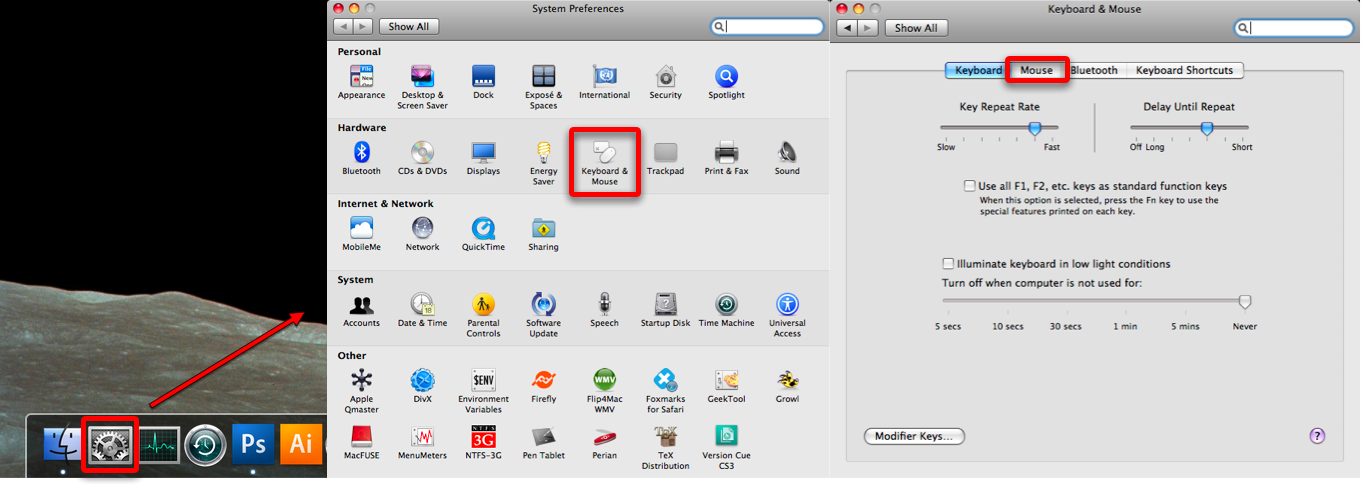 Ps
Ai
System Preferences
Show All
Personal
Appearance
Desktop &
Screen Saver
Dock
Exposé &
Spaces
International
Security
Spotlight
Hardware
Bluetooth
CDs & DVDs
Displays
Energy
Saver
Keyboard &
Mouse
Trackpad
Print & Fax
Sound
Internet & Network
MobileMe
Network
QuickTime
Sharing
System
Accounts
Date & Time
Parental
Controls
Software
Update
Speech
Startup Disk
Time Machine
Universal
Access
Other
Apple
Qmaster
DivX
$ENV
Environment
Variables
Firefly
WMV
Flip4Mac
WMV
Foxmarks
for Safari
GeekTool
Growl
MacFUSE
MenuMeters
NTFS
3G
NTFS-3G
Pen Tablet
Perian
TeX
TeX
Distribution
Version Cue
CS3
Keyboard & Mouse
Show All
Keyboard Mouse Bluetooth Keyboard Shortcuts
Key Repeat Rate
Slow Fast
Delay Until Repeat
Off Long Short
Use all F1, F2, etc. keys as standard function keys
When this option is selected, press the Fn key to use the
special features printed on each key.
Illuminate keyboard in low light conditions
Turn off when computer is not used for:
5 secs 10 secs 30 secs 1 min 5 mins Never
Modifier Keys...
?